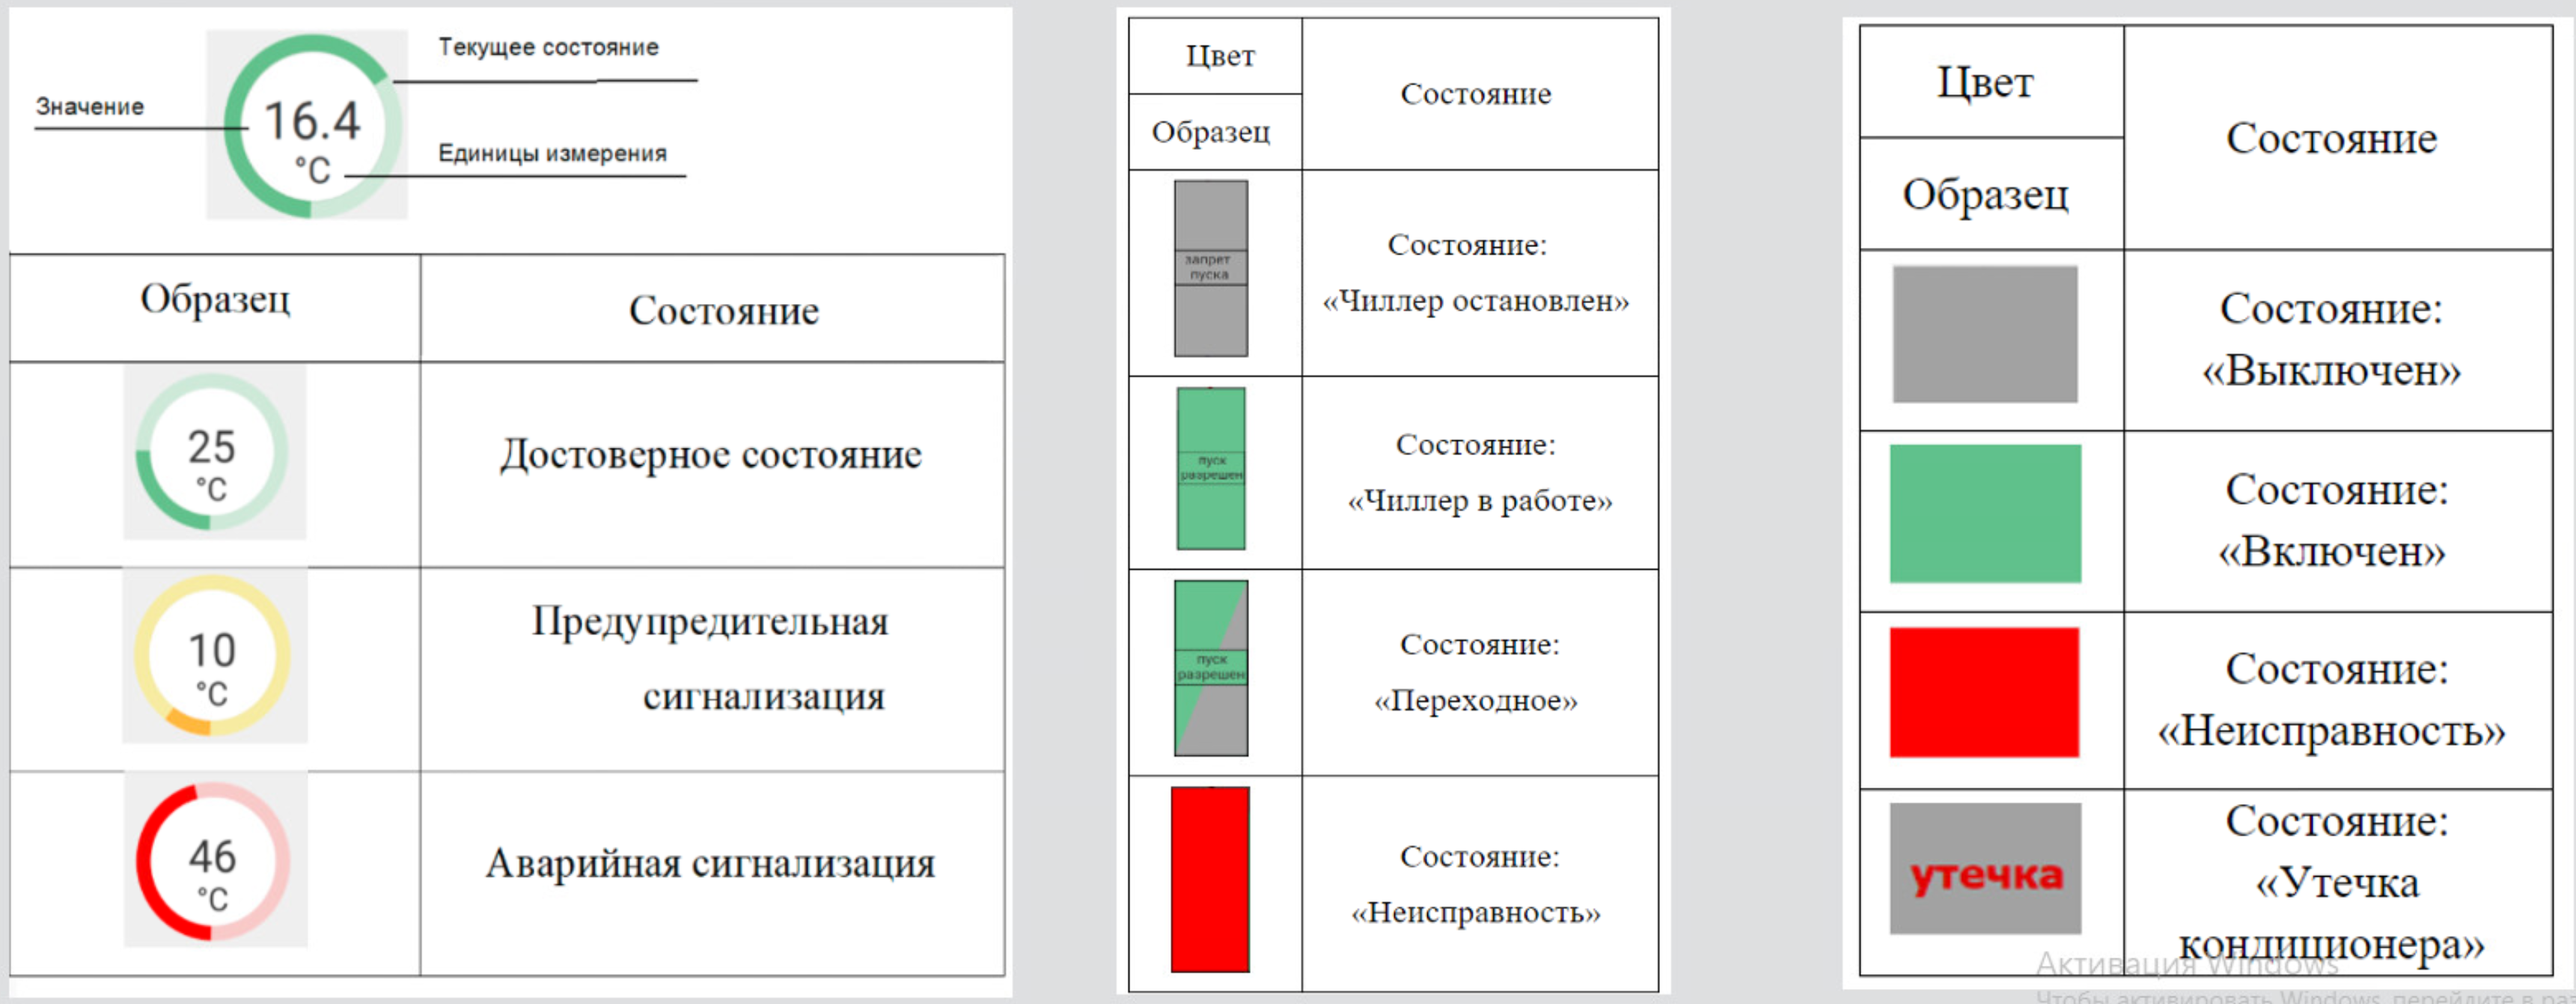 Текущее состояние
Значение
16.4
°C
Единицы измерения
Образец
Состояние
25
°C
Достоверное состояние
10
°C
Предупредительная
сигнализация
46
°C
Аварийная сигнализация
Цвет
Образец
Состояние
запрет
пуска
Состояние:
«Чиллер остановлен»
пуск
разрешен
Состояние:
«Чиллер в работе»
пуск
разрешен
Состояние:
«Переходное»
Состояние:
«Неисправность»
Цвет
Образец
Состояние
Состояние:
«Выключен»
Состояние:
«Включен»
Состояние:
«Неисправность»
утечка
Состояние:
«Утечка
кондиционера»
Активация Windows
Чтобы активировать Windows, перейдите в